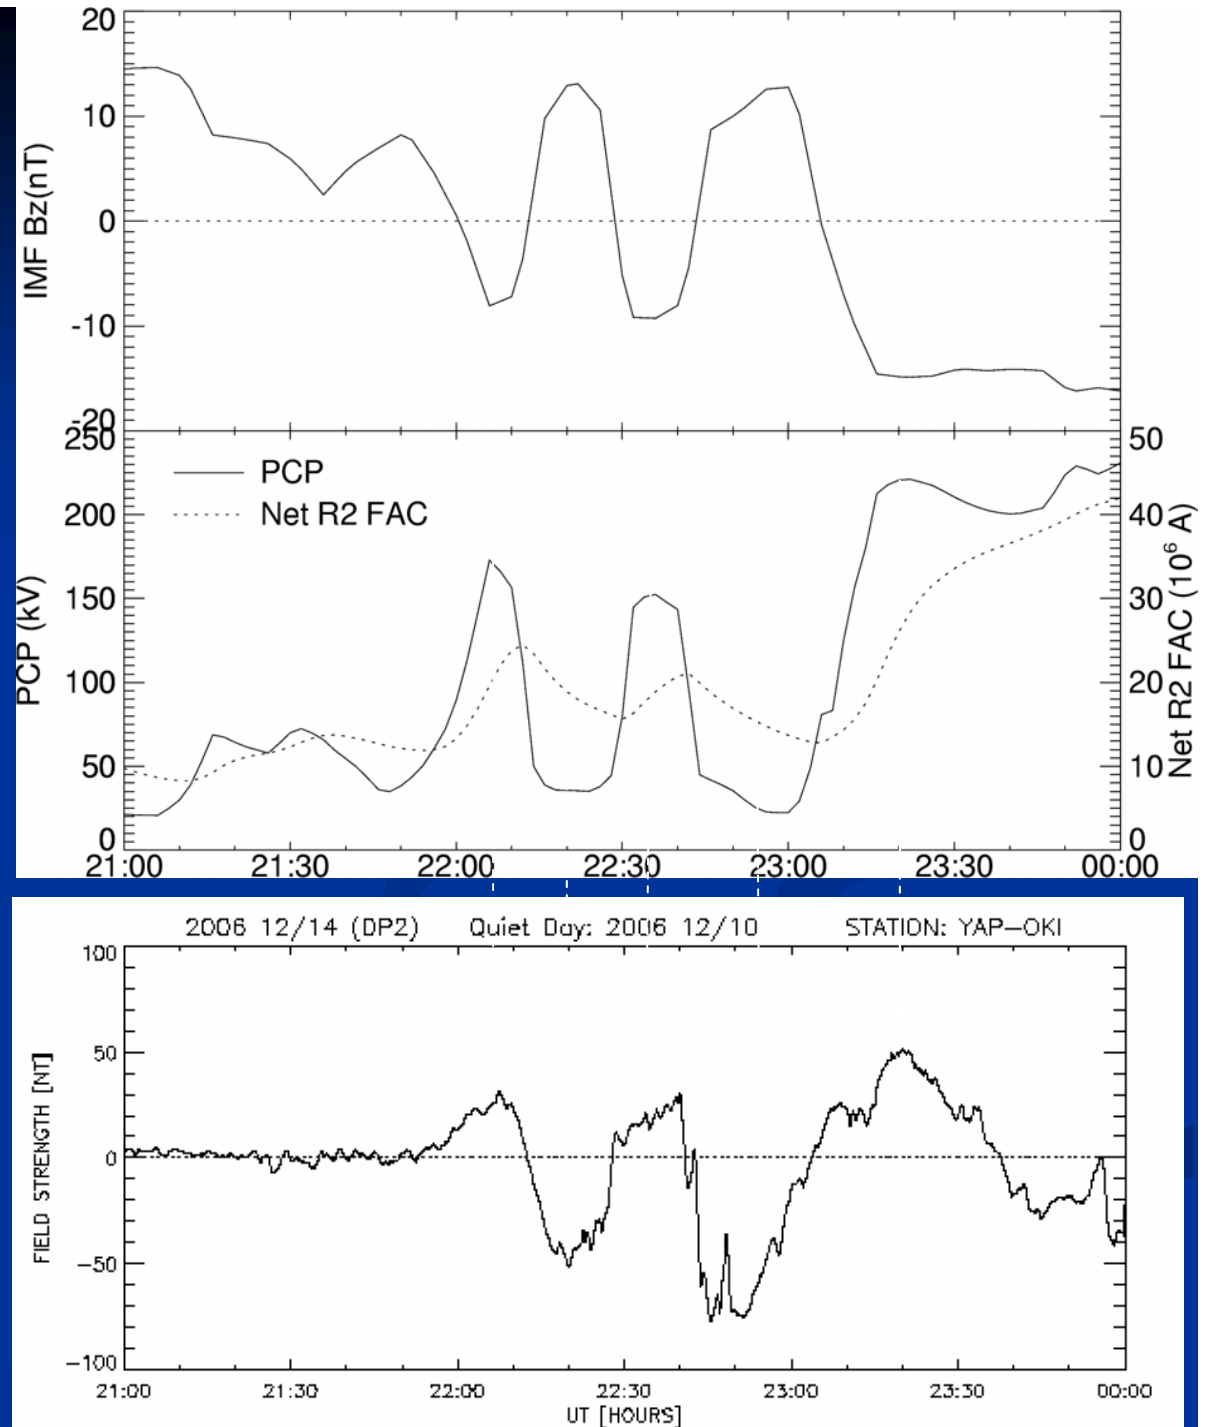 20
10
0
-10
-20
IMF Bz(nT)
250
200
150
100
50
0
PCP (kV)
PCP
Net R2 FAC
50
40
30
20
10
0
Net R2 FAC (10⁶ A)
21:00 21:30 22:00 22:30 23:00 23:30 00:00
2006 12/14 (DP2) Quiet Day: 2006 12/10 STATION: YAP-OKI
100
50
0
-50
-100
FIELD STRENGTH [NT]
21:00 21:30 22:00 22:30 23:00 23:30 00:00
UT [HOURS]